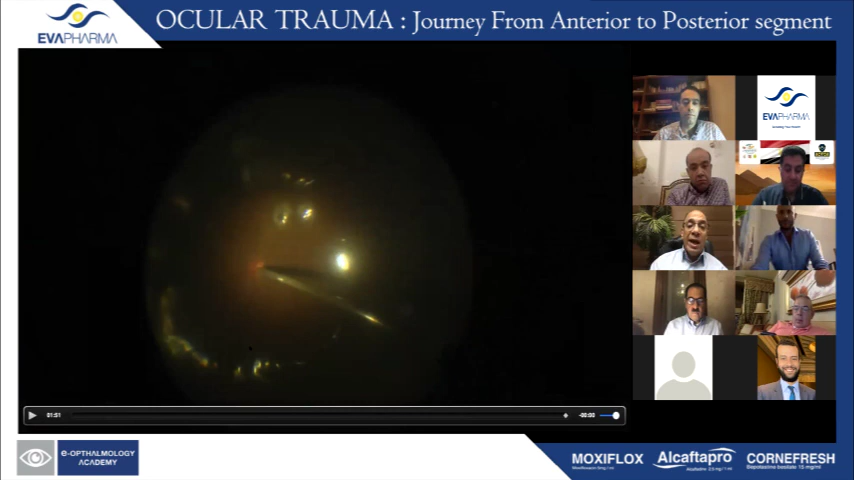 EVAPHARMA
OCULAR TRAUMA : Journey From Anterior to Posterior segment
EVAPHARMA
01:51
-00:00
e-OPTHALMOLOGY
ACADEMY
MOXIFLOX
Alcaftapro
CORNEFRESH